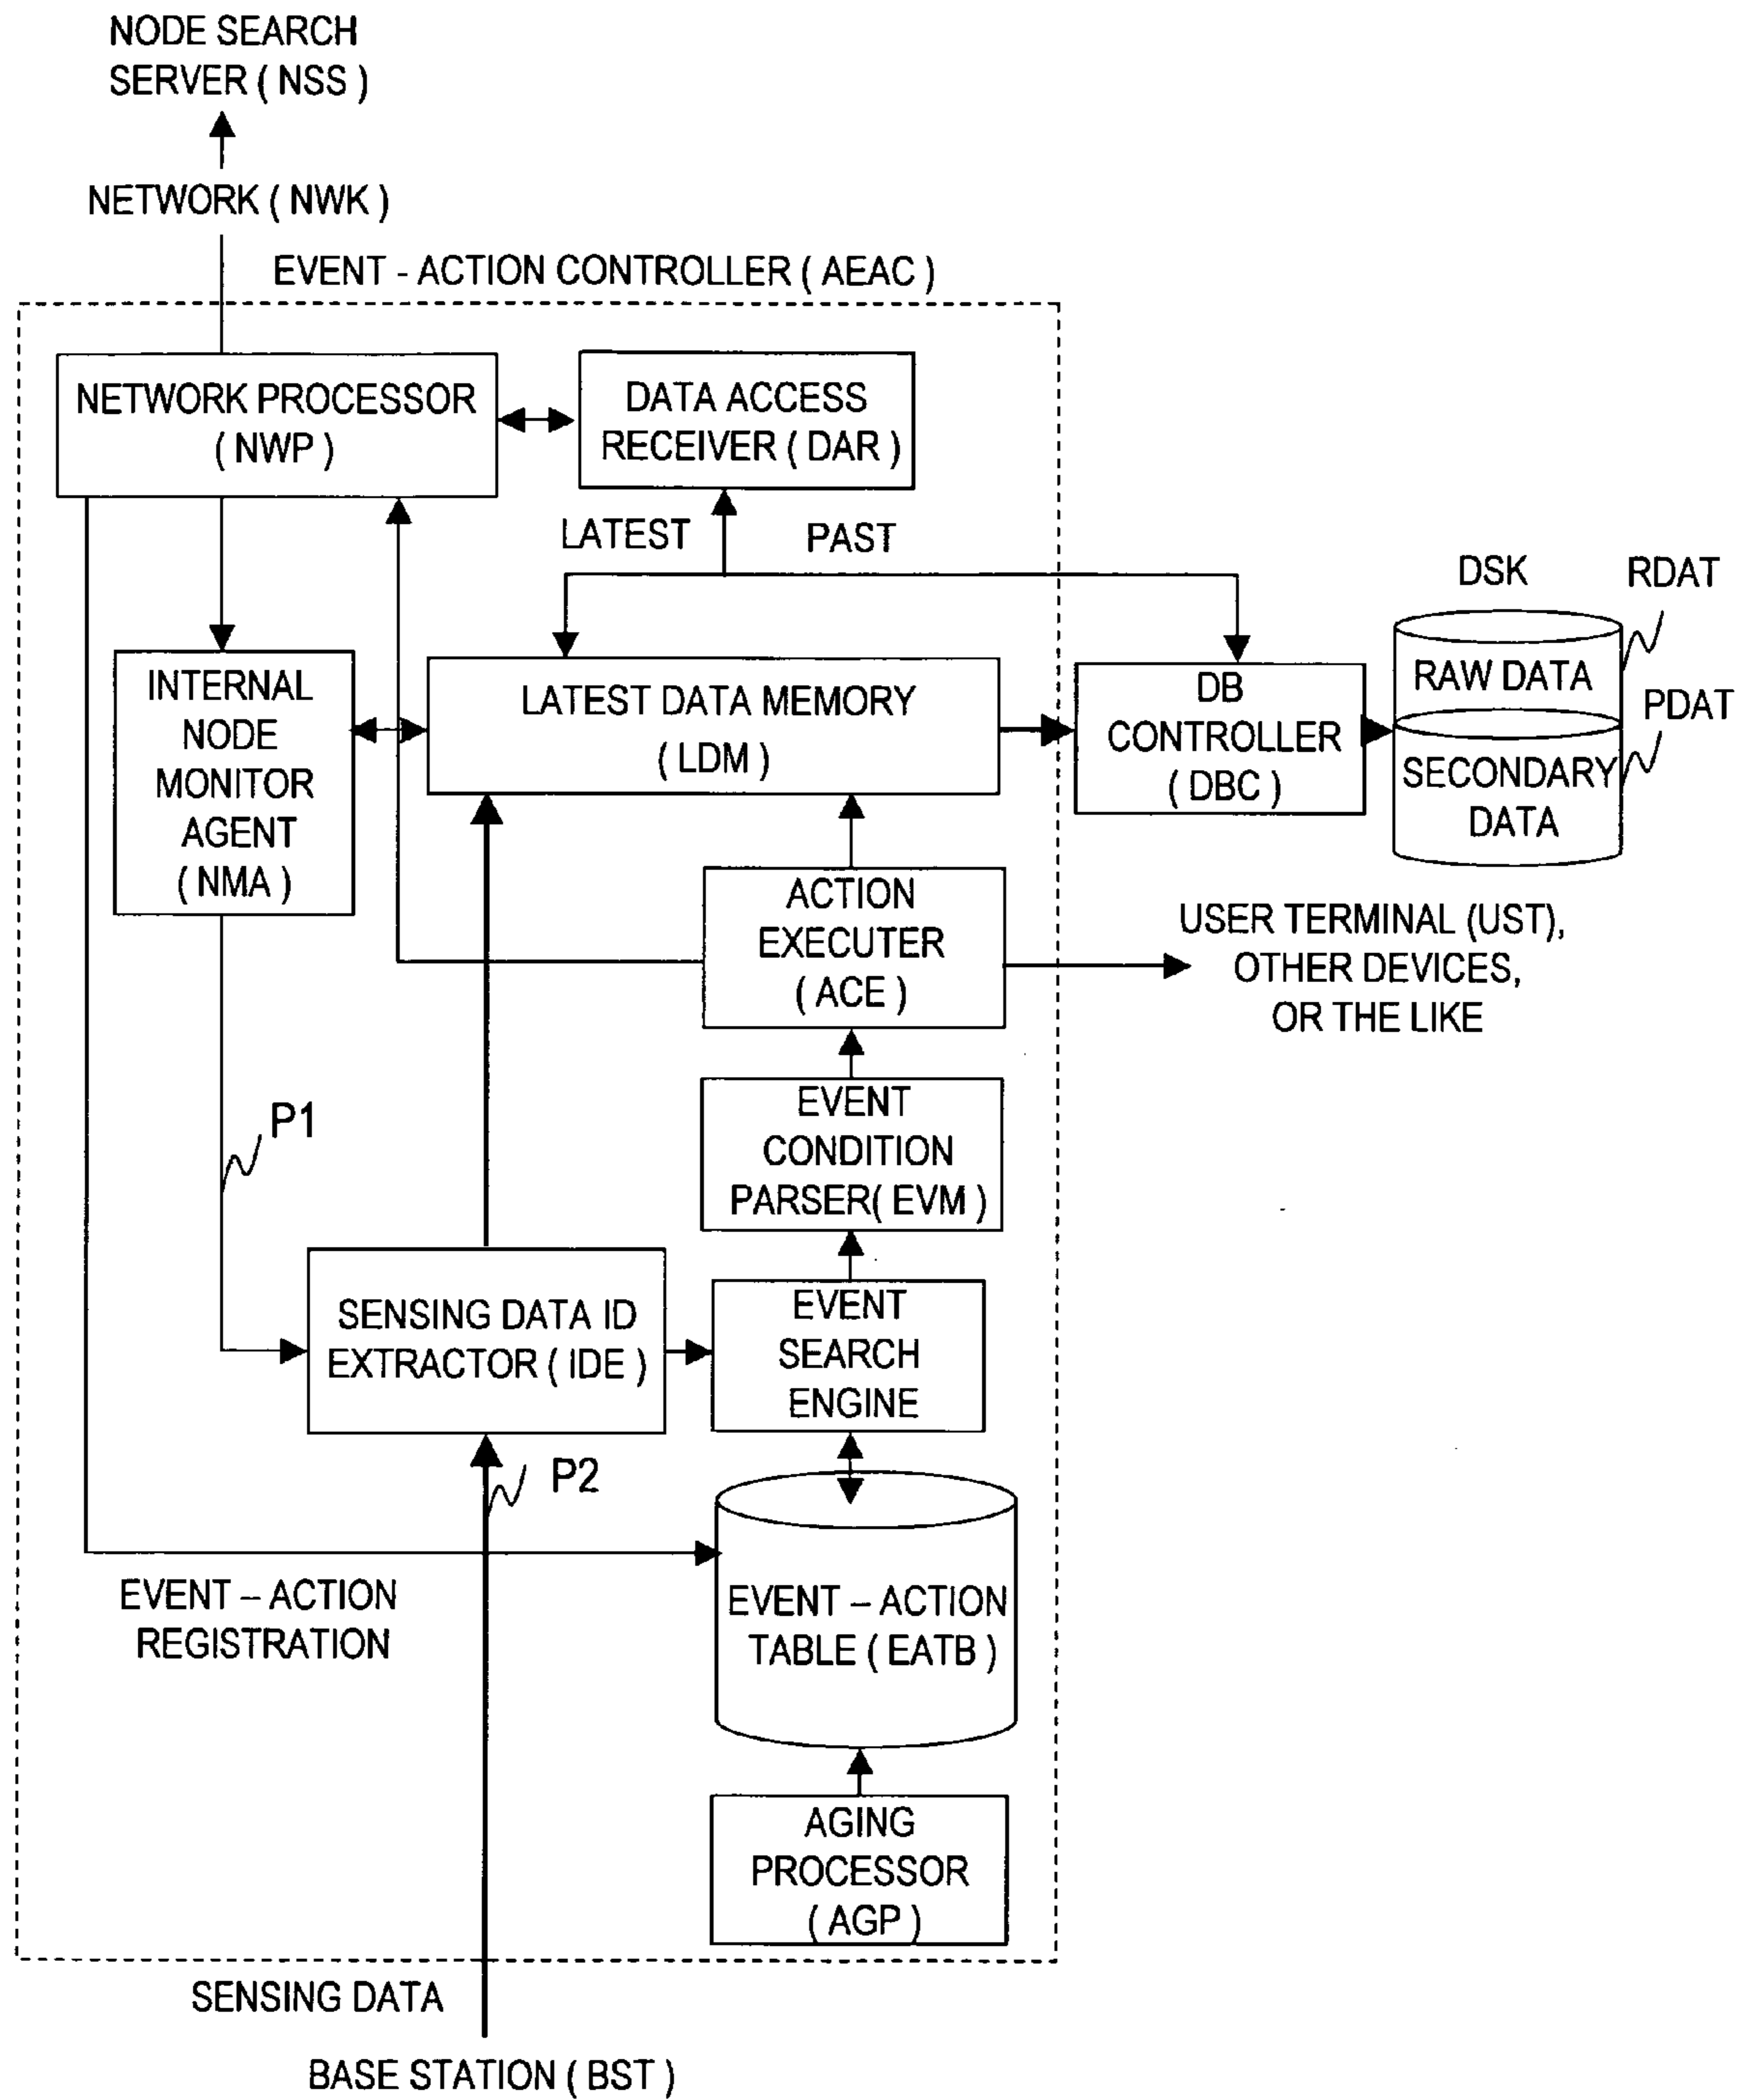 NODE SEARCH
SERVER ( NSS )
NETWORK ( NWK )
EVENT - ACTION CONTROLLER ( AEAC )
NETWORK PROCESSOR
( NWP )
DATA ACCESS
RECEIVER ( DAR )
LATEST
PAST
DSK
RDAT
INTERNAL
NODE
MONITOR
AGENT
( NMA )
LATEST DATA MEMORY
( LDM )
DB
CONTROLLER
( DBC )
RAW DATA
PDAT
SECONDARY
DATA
ACTION
EXECUTER
( ACE )
USER TERMINAL (UST),
OTHER DEVICES,
OR THE LIKE
P1
EVENT
CONDITION
PARSER( EVM )
SENSING DATA ID
EXTRACTOR ( IDE )
EVENT
SEARCH
ENGINE
P2
EVENT – ACTION
REGISTRATION
EVENT – ACTION
TABLE ( EATB )
AGING
PROCESSOR
( AGP )
SENSING DATA
BASE STATION ( BST )